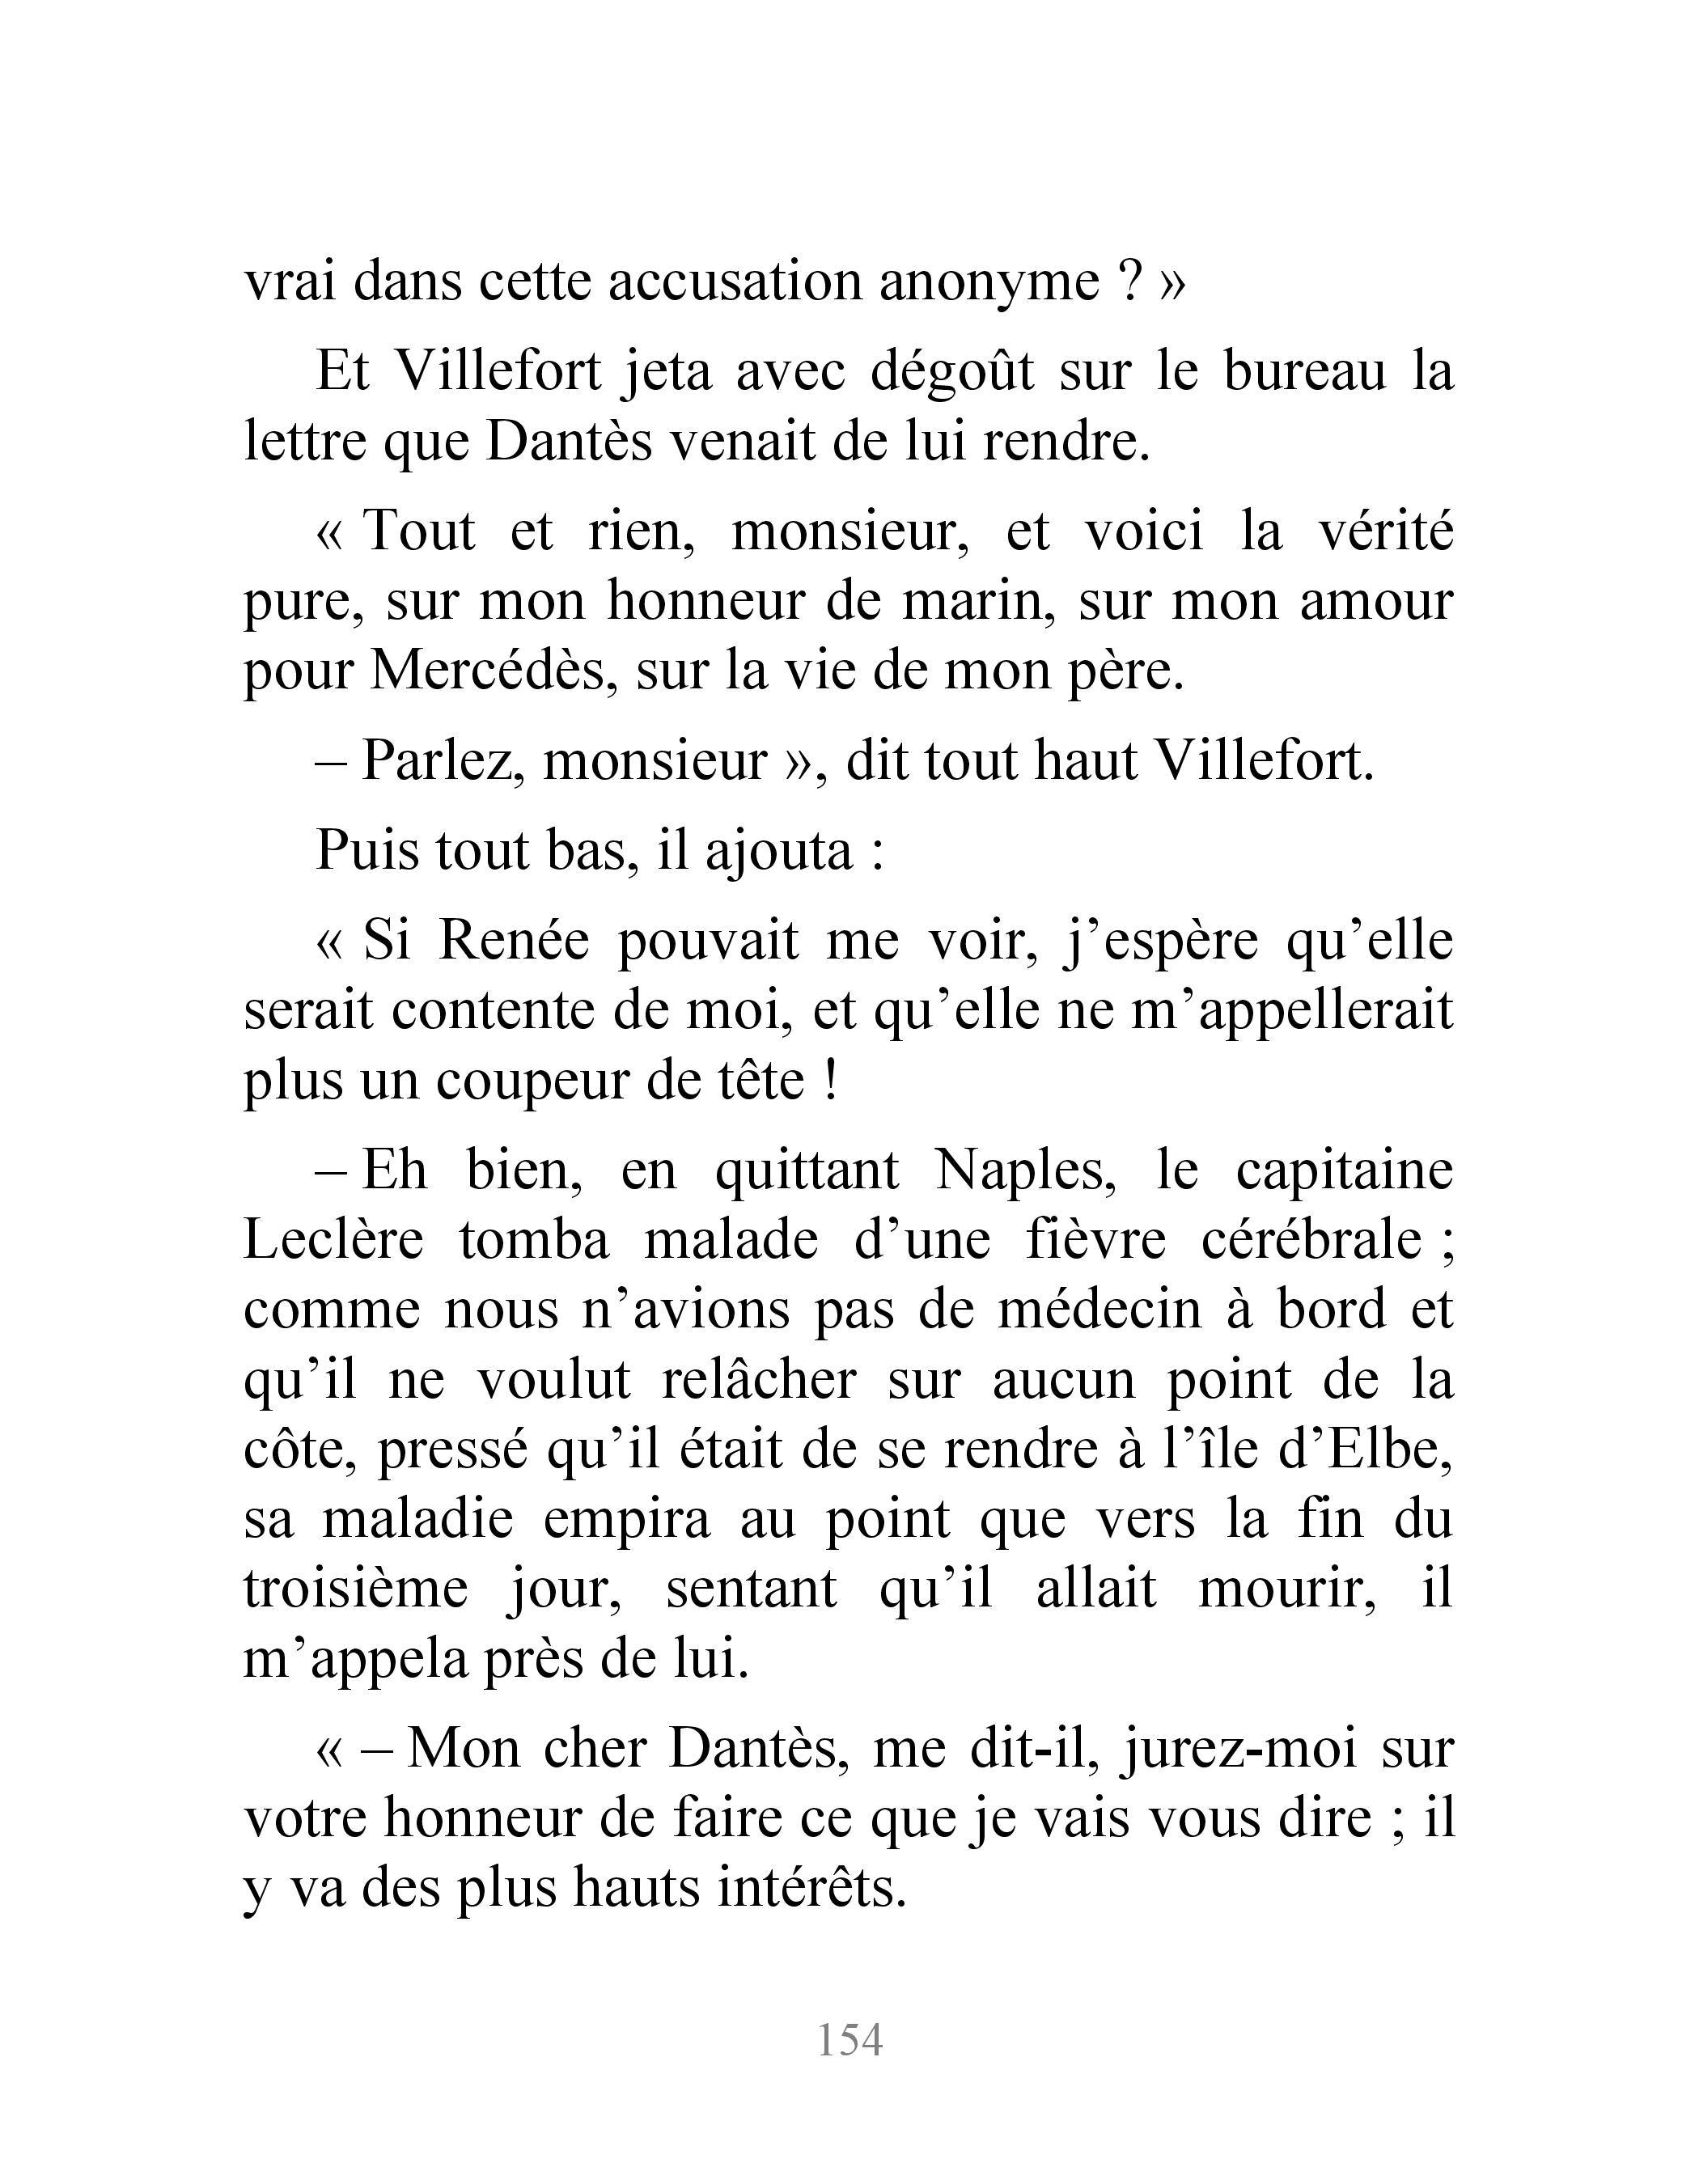 vrai dans cette accusation anonyme ? »
Et Villefort jeta avec dégoût sur le bureau la
lettre que Dantès venait de lui rendre.
« Tout et rien, monsieur, et voici la vérité
pure, sur mon honneur de marin, sur mon amour
pour Mercédès, sur la vie de mon père.
– Parlez, monsieur », dit tout haut Villefort.
Puis tout bas, il ajouta :
« Si Renée pouvait me voir, j’espère qu’elle
serait contente de moi, et qu’elle ne m’appellerait
plus un coupeur de tête !
– Eh bien, en quittant Naples, le capitaine
Leclère tomba malade d’une fièvre cérébrale ;
comme nous n’avions pas de médecin à bord et
qu’il ne voulut relâcher sur aucun point de la
côte, pressé qu’il était de se rendre à l’île d’Elbe,
sa maladie empira au point que vers la fin du
troisième jour, sentant qu’il allait mourir, il
m’appela près de lui.
« – Mon cher Dantès, me dit-il, jurez-moi sur
votre honneur de faire ce que je vais vous dire ; il
y va des plus hauts intérêts.
154